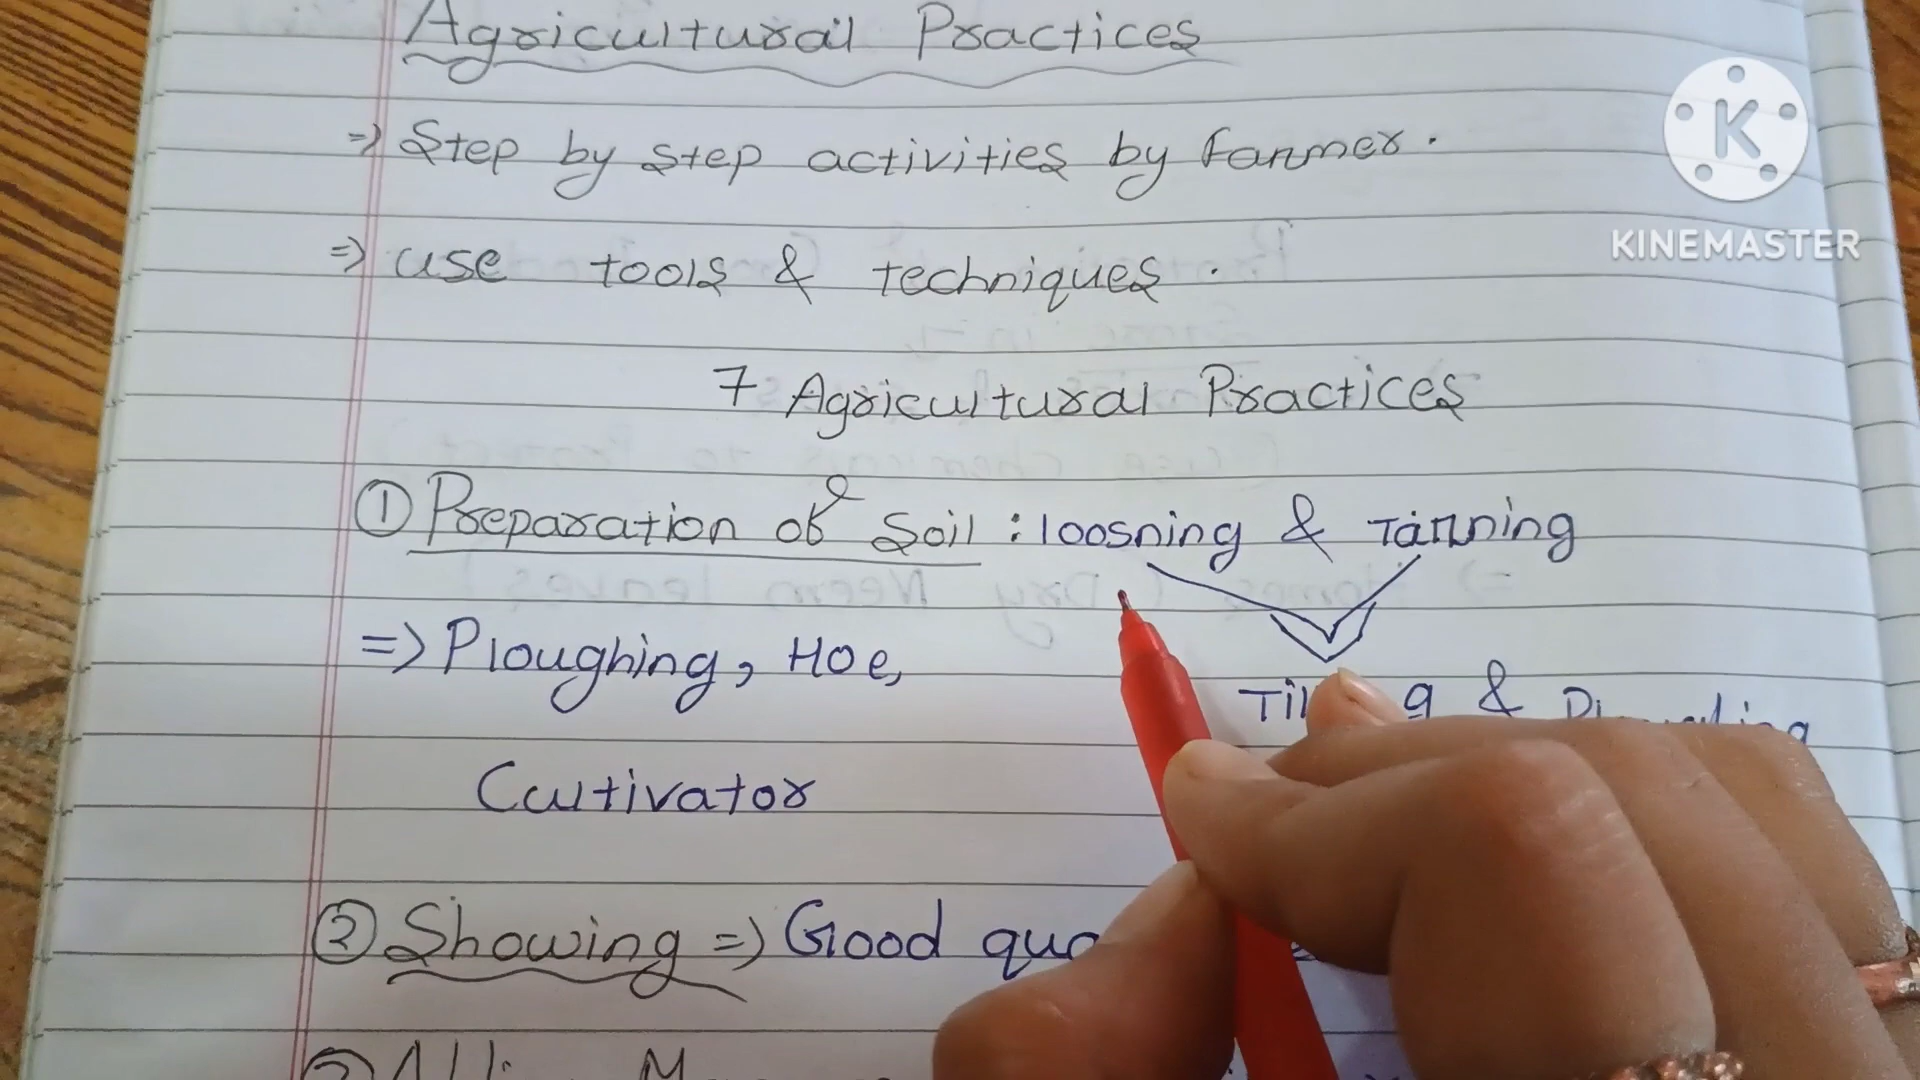 Agricultural Practices
=> Step by step activities by farmer.
=> use tools & techniques.
7 Agricultural Practices
① Preparation of Soil : loosning & Tanning
=> Ploughing, Hoe,
&
Cultivator
② Showing => Good
K
KINEMASTER